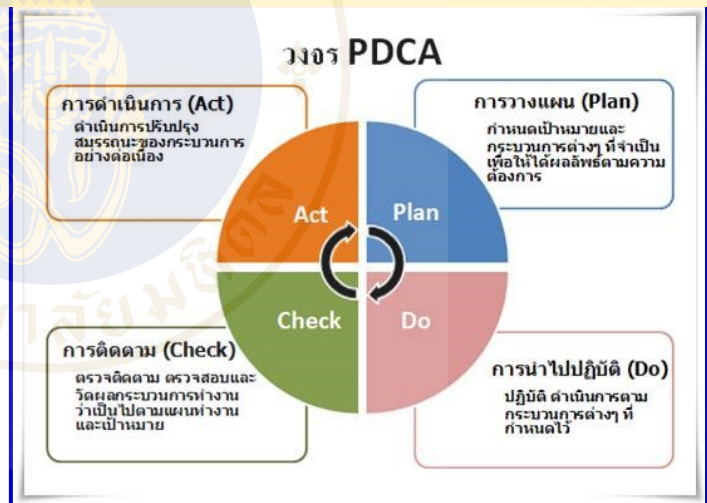 วงจร PDCA
การดำเนินการ (Act)
ดำเนินการปรับปรุง
สมรรถนะของกระบวนการ
อย่างต่อเนื่อง
การวางแผน (Plan)
กำหนดเป้าหมายและ
กระบวนการต่างๆ ที่จำเป็น
เพื่อให้ได้ผลลัพธ์ตามความ
ต้องการ
Act
Plan
Check
Do
การติดตาม (Check)
ตรวจติดตาม ตรวจสอบและ
วัดผลกระบวนการทำงาน
ว่าเป็นไปตามแผนทำงาน
และเป้าหมาย
การนำไปปฏิบัติ (Do)
ปฏิบัติ ดำเนินการตาม
กระบวนการต่างๆ ที่
กำหนดไว้